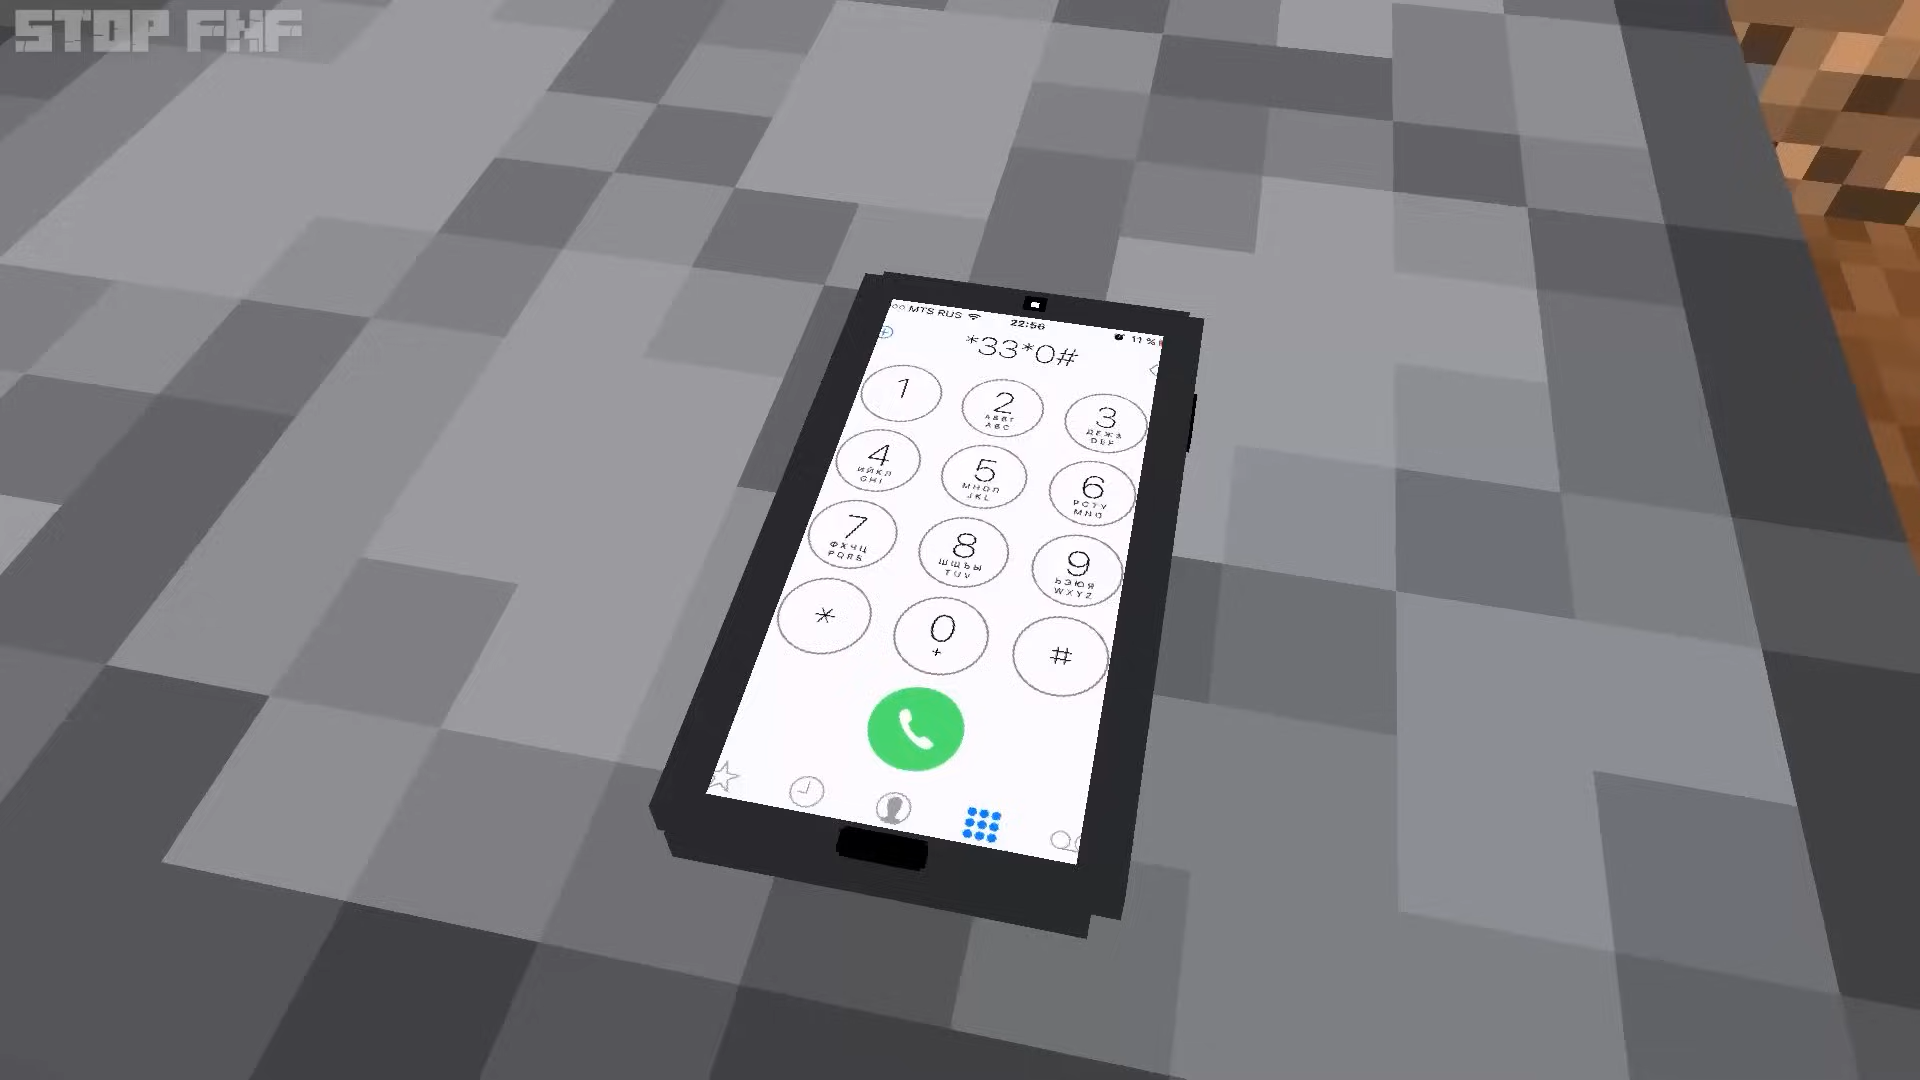 STOP FNF
MTS RUS 22:56 11 %
*33*0#
1 2 3
АБВГ ДЕЖЗ
ABC DEF
4 5 6
ИЙКЛ МНОП РСТУ
GHI JKL MNO
7 8 9
ФХЧЦ ШЩЪЫ ЬЭЮЯ
PQRS TUV WXYZ
* 0 #
+